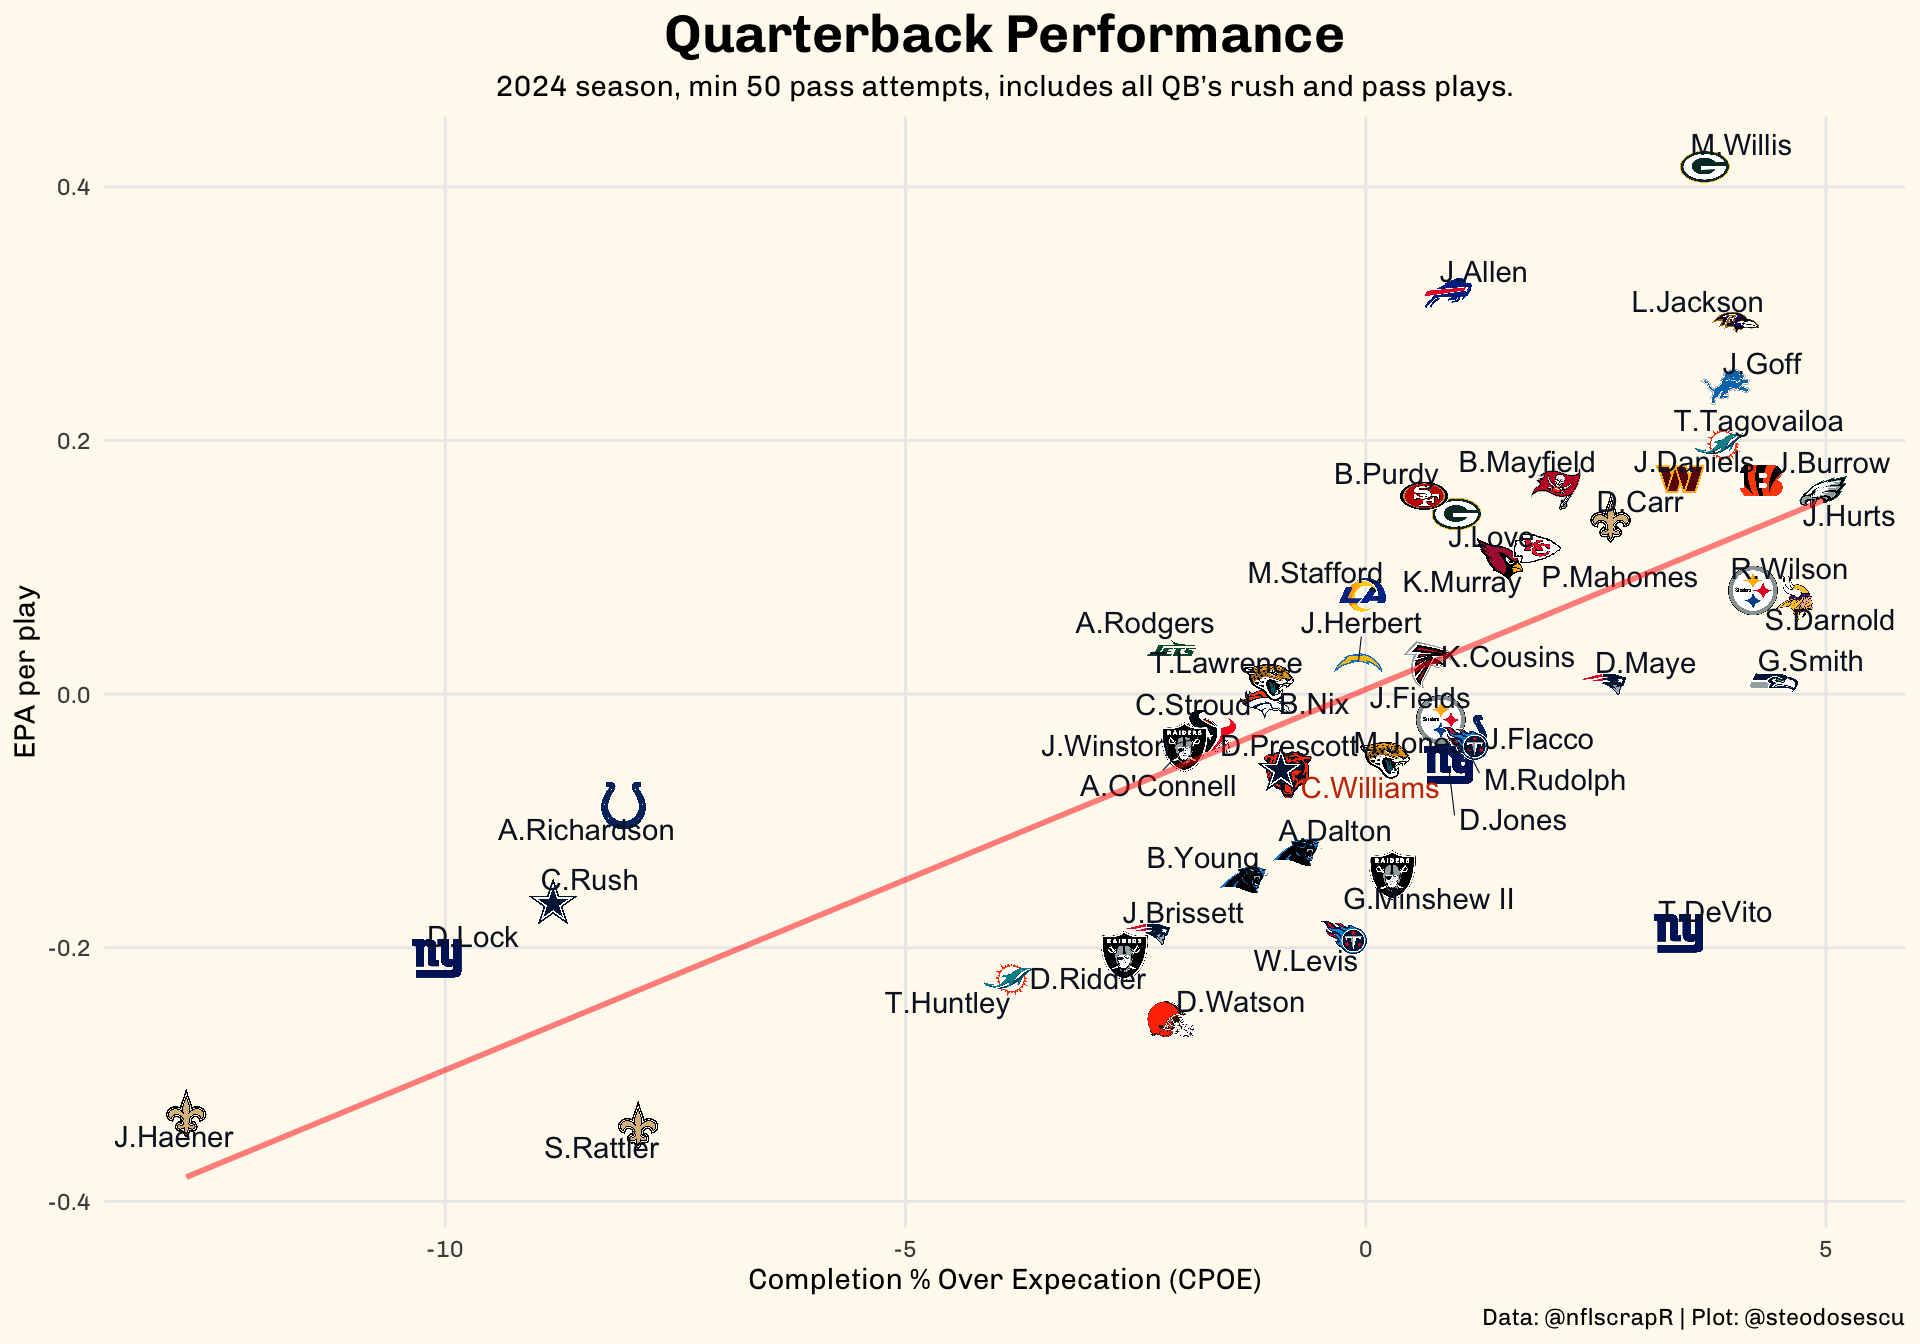 Quarterback Performance
2024 season, min 50 pass attempts, includes all QB's rush and pass plays.
M.Willis
0.4
J.Allen
L.Jackson
J.Goff
T.Tagovailoa
0.2
B.Purdy
B.Mayfield
J.Daniels
J.Burrow
D.Carr
J.Hurts
J.Love
M.Stafford
K.Murray
P.Mahomes
R.Wilson
A.Rodgers
J.Herbert
S.Darnold
JETS
T.Lawrence
K.Cousins
D.Maye
G.Smith
0.0
C.Stroud
B.Nix
J.Fields
J.Winston
D.Prescott
M.Jones
J.Flacco
A.O'Connell
C.Williams
M.Rudolph
D.Jones
A.Richardson
A.Dalton
B.Young
C.Rush
G.Minshew II
J.Brissett
T.DeVito
D.Lock
-0.2
W.Levis
D.Ridder
T.Huntley
D.Watson
J.Haener
S.Rattler
-0.4
EPA per play
-10
-5
0
5
Completion % Over Expecation (CPOE)
Data: @nflscrapR | Plot: @steodosescu